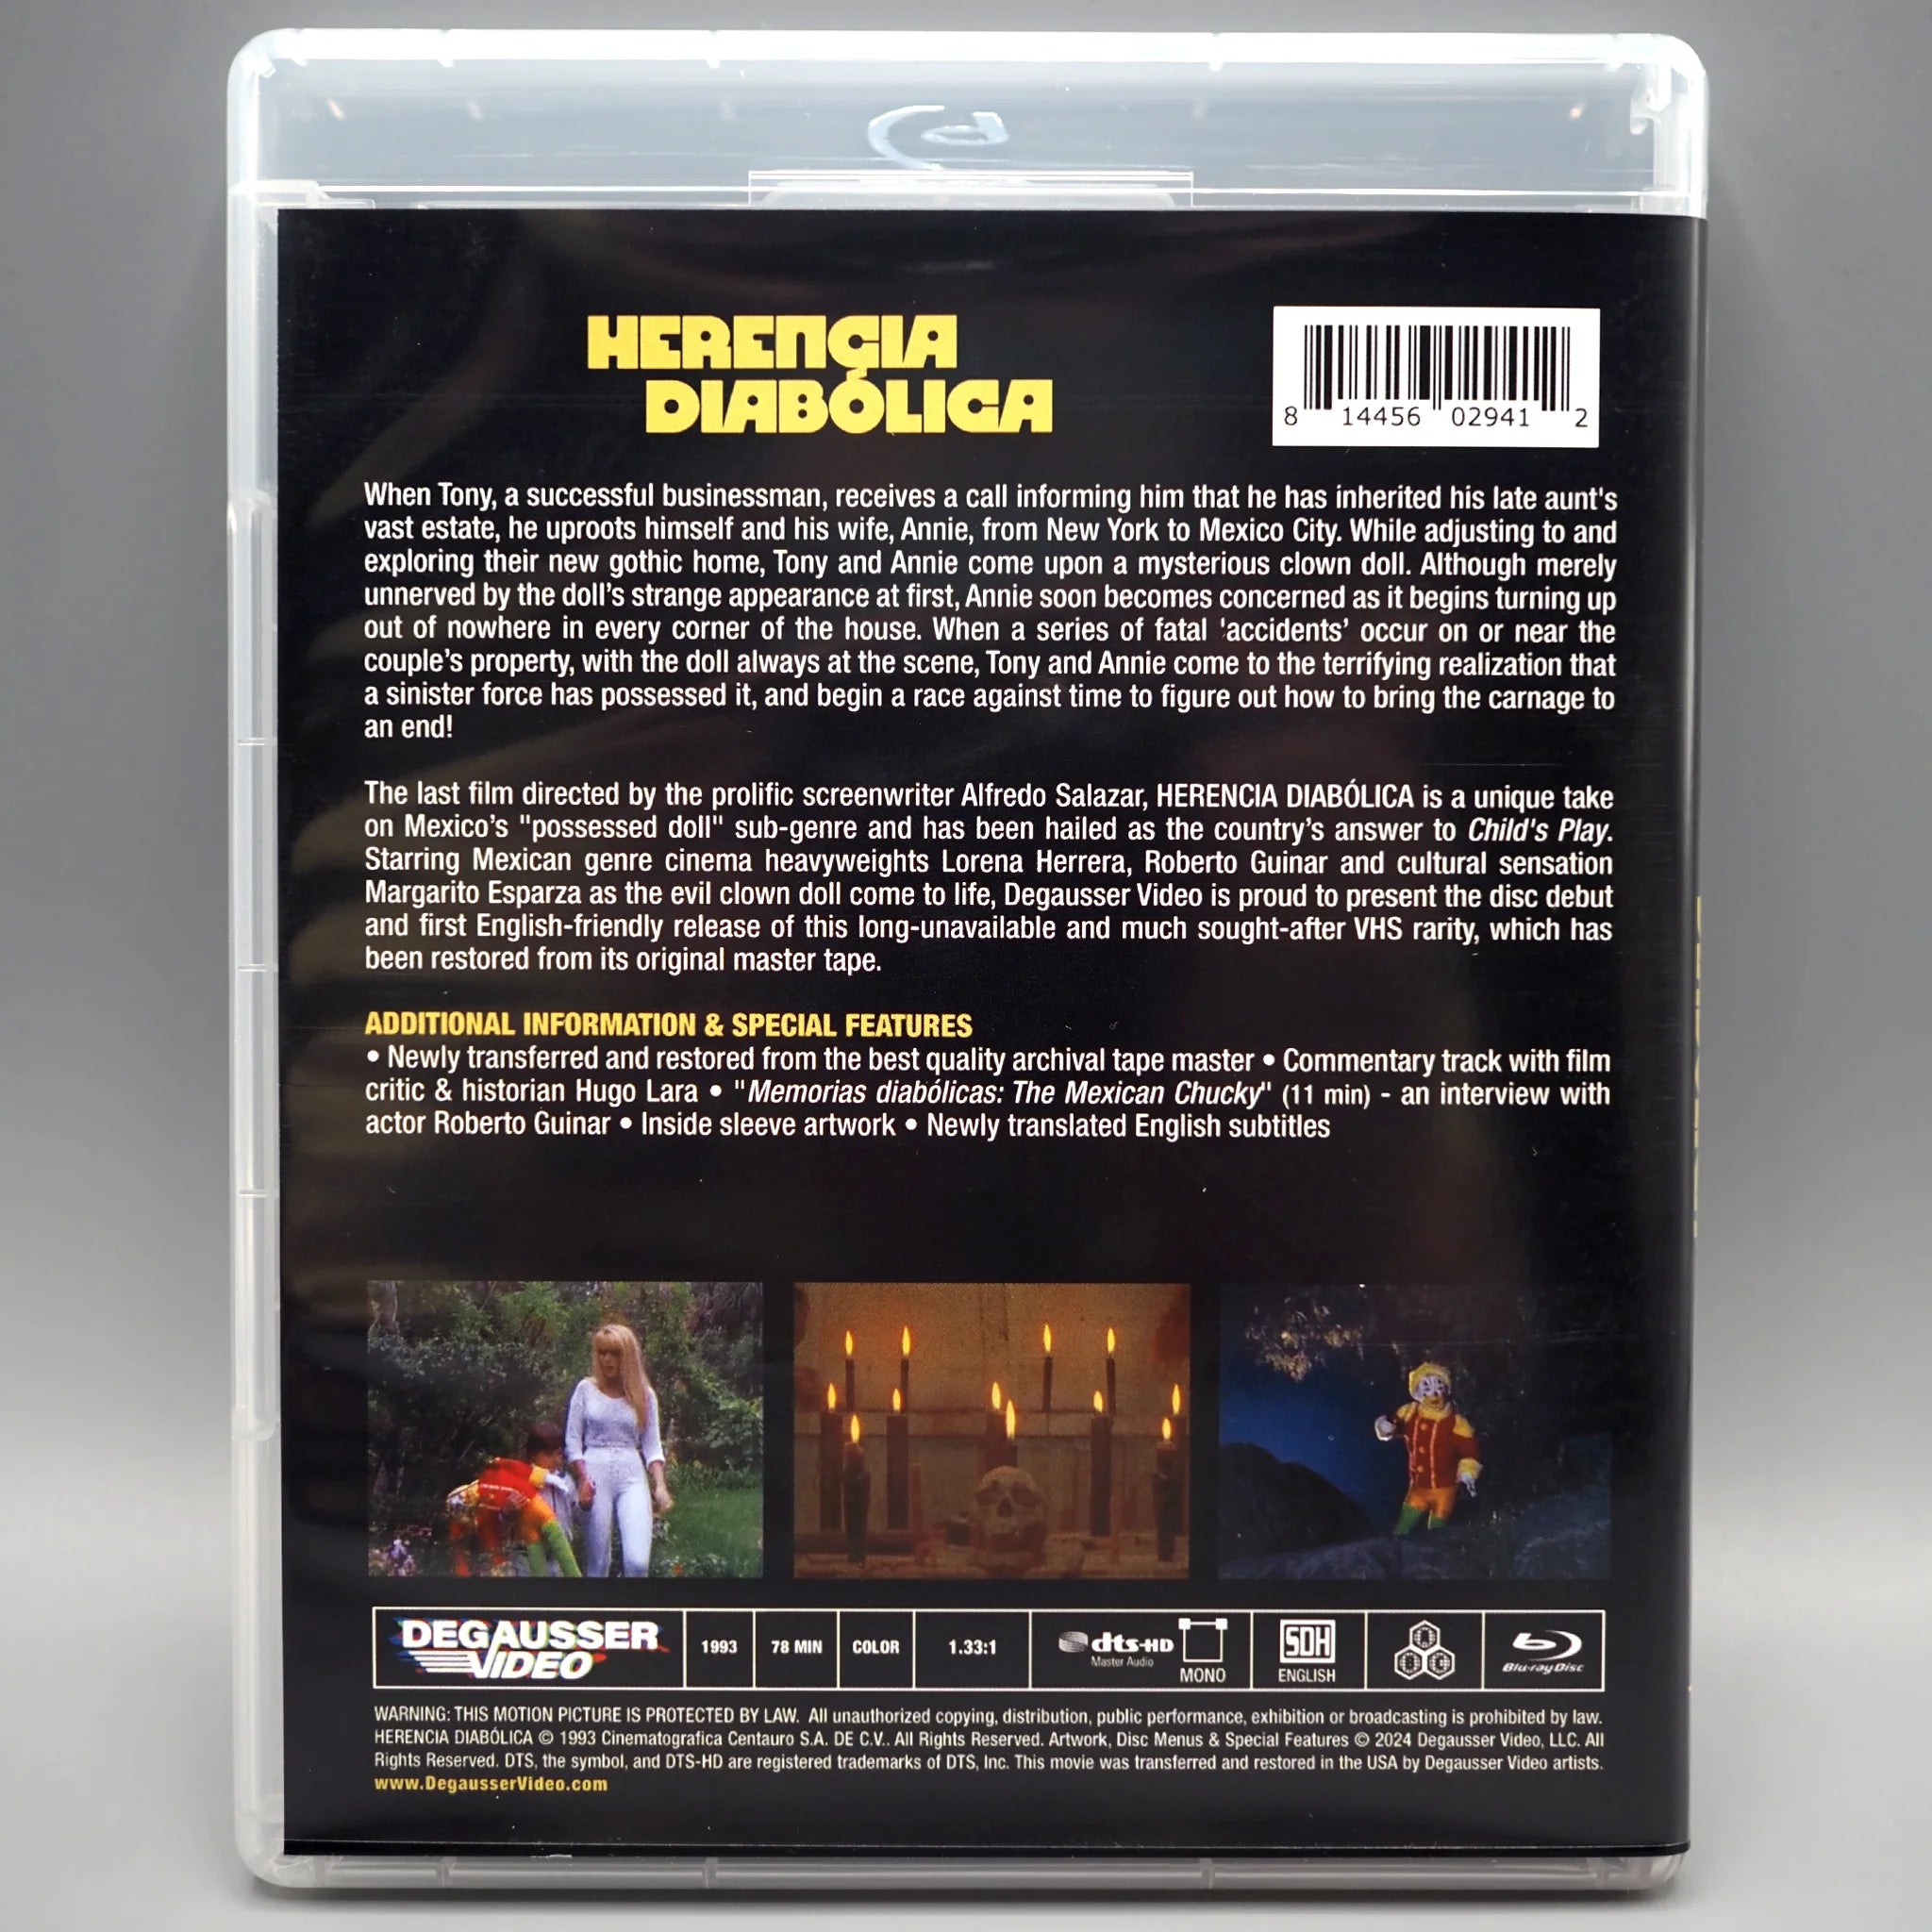 HERENCIA
DIABÓLICA
8 14456 02941 2
When Tony, a successful businessman, receives a call informing him that he has inherited his late aunt's
vast estate, he uproots himself and his wife, Annie, from New York to Mexico City. While adjusting to and
exploring their new gothic home, Tony and Annie come upon a mysterious clown doll. Although merely
unnerved by the doll’s strange appearance at first, Annie soon becomes concerned as it begins turning up
out of nowhere in every corner of the house. When a series of fatal 'accidents’ occur on or near the
couple’s property, with the doll always at the scene, Tony and Annie come to the terrifying realization that
a sinister force has possessed it, and begin a race against time to figure out how to bring the carnage to
an end!
The last film directed by the prolific screenwriter Alfredo Salazar, HERENCIA DIABÓLICA is a unique take
on Mexico’s "possessed doll" sub-genre and has been hailed as the country’s answer to Child's Play.
Starring Mexican genre cinema heavyweights Lorena Herrera, Roberto Guinar and cultural sensation
Margarito Esparza as the evil clown doll come to life, Degausser Video is proud to present the disc debut
and first English-friendly release of this long-unavailable and much sought-after VHS rarity, which has
been restored from its original master tape.
ADDITIONAL INFORMATION & SPECIAL FEATURES
• Newly transferred and restored from the best quality archival tape master • Commentary track with film
critic & historian Hugo Lara • "Memorias diabólicas: The Mexican Chucky" (11 min) - an interview with
actor Roberto Guinar • Inside sleeve artwork • Newly translated English subtitles
DEGAUSSER
VIDEO
1993
78 MIN
COLOR
1.33:1
dts-HD
Master Audio
MONO
SDH
ENGLISH
Blu-ray Disc
WARNING: THIS MOTION PICTURE IS PROTECTED BY LAW. All unauthorized copying, distribution, public performance, exhibition or broadcasting is prohibited by law.
HERENCIA DIABÓLICA © 1993 Cinematografica Centauro S.A. DE C.V.. All Rights Reserved. Artwork, Disc Menus & Special Features © 2024 Degausser Video, LLC. All
Rights Reserved. DTS, the symbol, and DTS-HD are registered trademarks of DTS, Inc. This movie was transferred and restored in the USA by Degausser Video artists.
www.DegausserVideo.com